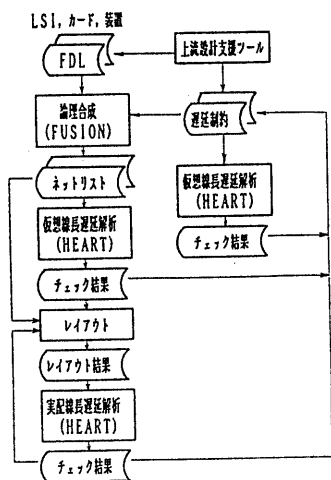 LSI, カード, 装置
FDL
上流設計支援ツール
論理合成
(FUSION)
遅延制約
ネットリスト
仮想線長遅延解析
(HEART)
仮想線長遅延解析
(HEART)
チェック結果
チェック結果
レイアウト
レイアウト結果
実配線長遅延解析
(HEART)
チェック結果